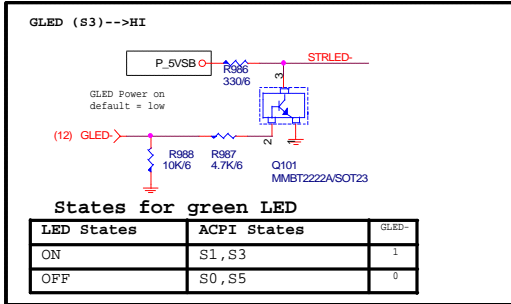 GLED (S3)-->HI
P_5VSB
R986
330/6
STRLED-
3
GLED Power on
default = low
(12) GLED-
R988
10K/6
R987
4.7K/6
2
1
Q101
MMBT2222A/SOT23
States for green LED
LED States ACPI States GLED-
ON S1,S3 1
OFF S0,S5 0